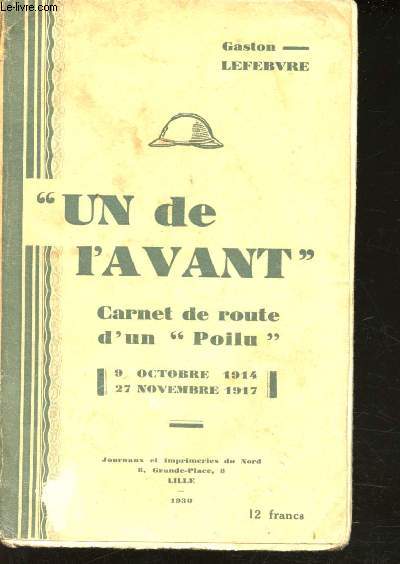 Le-livre.com
Gaston —
LEFEBVRE
"UN de
l'AVANT"
Carnet de route
d'un "Poilu"
9 OCTOBRE 1914
27 NOVEMBRE 1917
Journaux et Imprimeries du Nord
8, Grande-Place, 8
LILLE
—
1930
12 francs